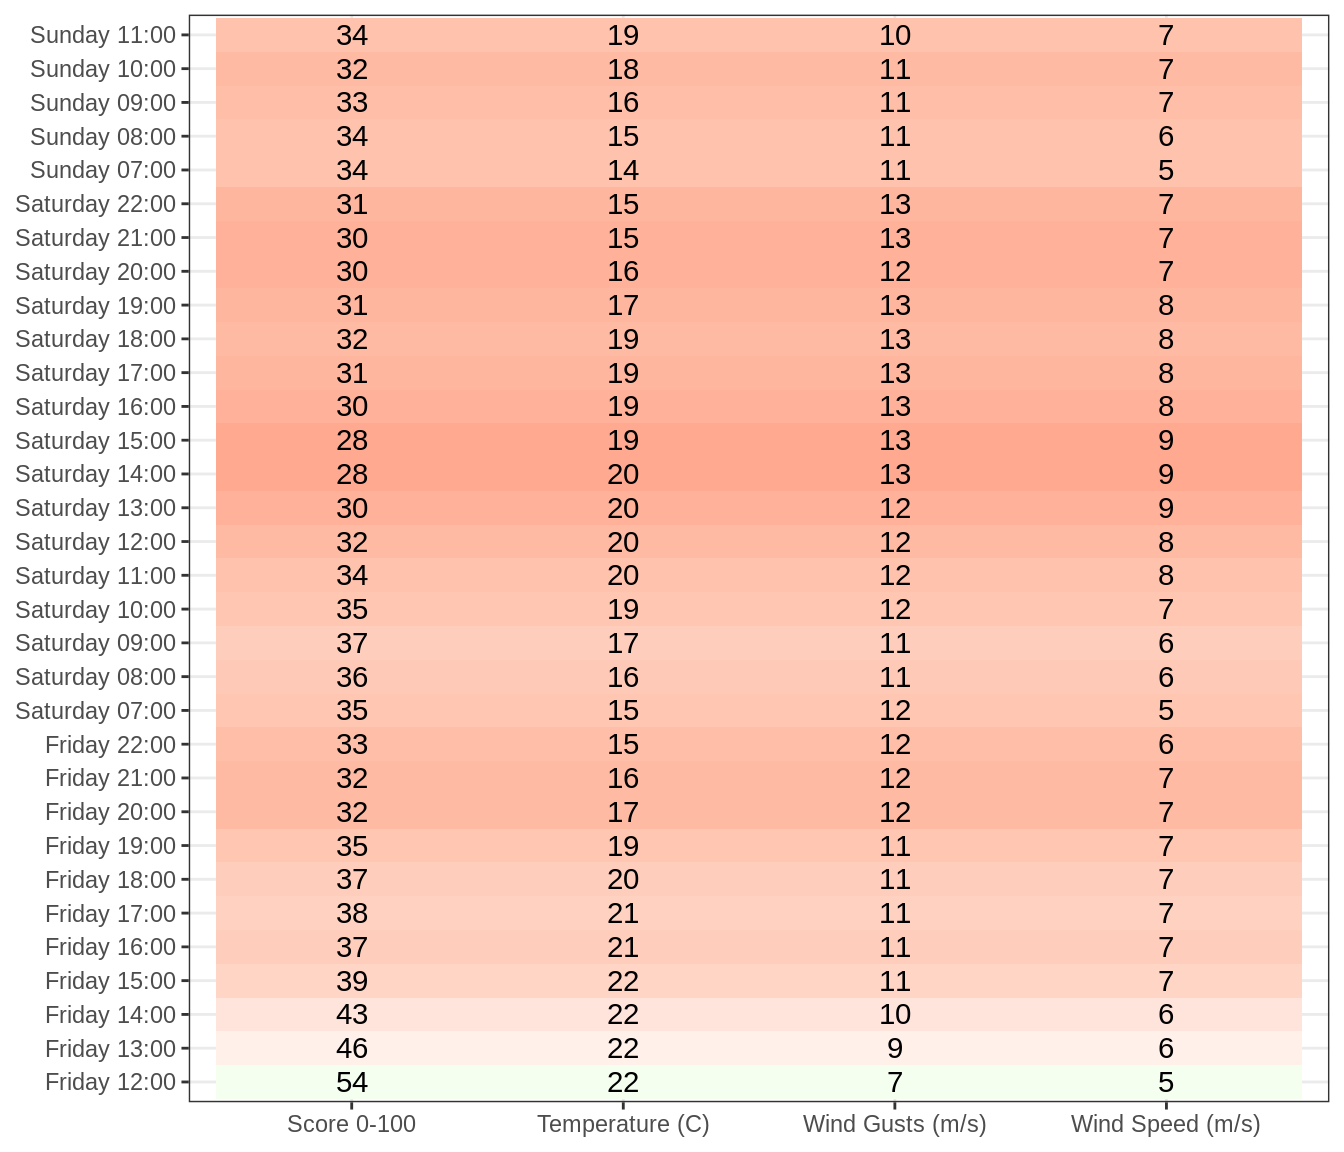 Sunday 11:00 34 19 10 7
Sunday 10:00 32 18 11 7
Sunday 09:00 33 16 11 7
Sunday 08:00 34 15 11 6
Sunday 07:00 34 14 11 5
Saturday 22:00 31 15 13 7
Saturday 21:00 30 15 13 7
Saturday 20:00 30 16 12 7
Saturday 19:00 31 17 13 8
Saturday 18:00 32 19 13 8
Saturday 17:00 31 19 13 8
Saturday 16:00 30 19 13 8
Saturday 15:00 28 19 13 9
Saturday 14:00 28 20 13 9
Saturday 13:00 30 20 12 9
Saturday 12:00 32 20 12 8
Saturday 11:00 34 20 12 8
Saturday 10:00 35 19 12 7
Saturday 09:00 37 17 11 6
Saturday 08:00 36 16 11 6
Saturday 07:00 35 15 12 5
Friday 22:00 33 15 12 6
Friday 21:00 32 16 12 7
Friday 20:00 32 17 12 7
Friday 19:00 35 19 11 7
Friday 18:00 37 20 11 7
Friday 17:00 38 21 11 7
Friday 16:00 37 21 11 7
Friday 15:00 39 22 11 7
Friday 14:00 43 22 10 6
Friday 13:00 46 22 9 6
Friday 12:00 54 22 7 5
Score 0-100 Temperature (C) Wind Gusts (m/s) Wind Speed (m/s)